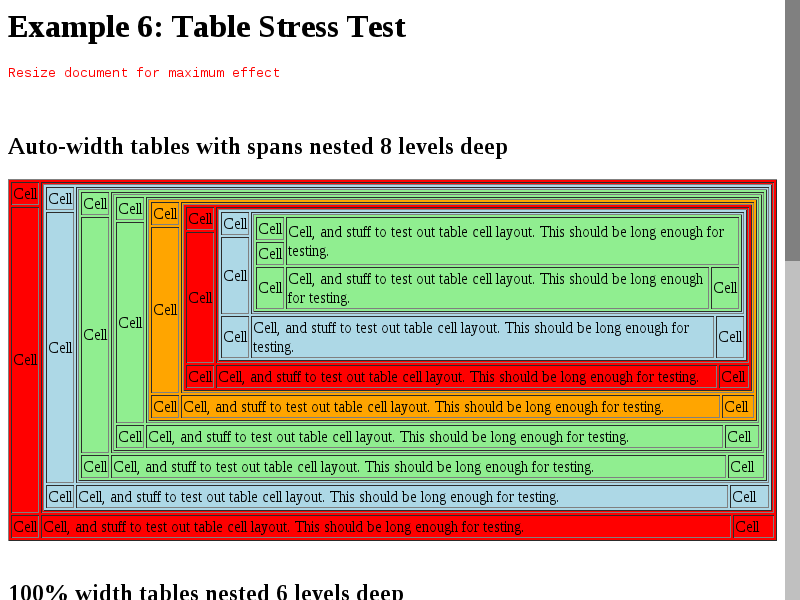 Example 6: Table Stress Test
Resize document for maximum effect
Auto-width tables with spans nested 8 levels deep
Cell
Cell
Cell
Cell
Cell
Cell
Cell
Cell Cell, and stuff to test out table cell layout. This should be long enough for
testing.
Cell
Cell
Cell
Cell
Cell
Cell
Cell
Cell
Cell Cell, and stuff to test out table cell layout. This should be long enough
for testing. Cell
Cell Cell, and stuff to test out table cell layout. This should be long enough for
testing. Cell
Cell Cell, and stuff to test out table cell layout. This should be long enough for testing. Cell
Cell Cell, and stuff to test out table cell layout. This should be long enough for testing. Cell
Cell Cell, and stuff to test out table cell layout. This should be long enough for testing. Cell
Cell Cell, and stuff to test out table cell layout. This should be long enough for testing. Cell
Cell Cell, and stuff to test out table cell layout. This should be long enough for testing. Cell
Cell Cell, and stuff to test out table cell layout. This should be long enough for testing. Cell
100% width tables nested 6 levels deep